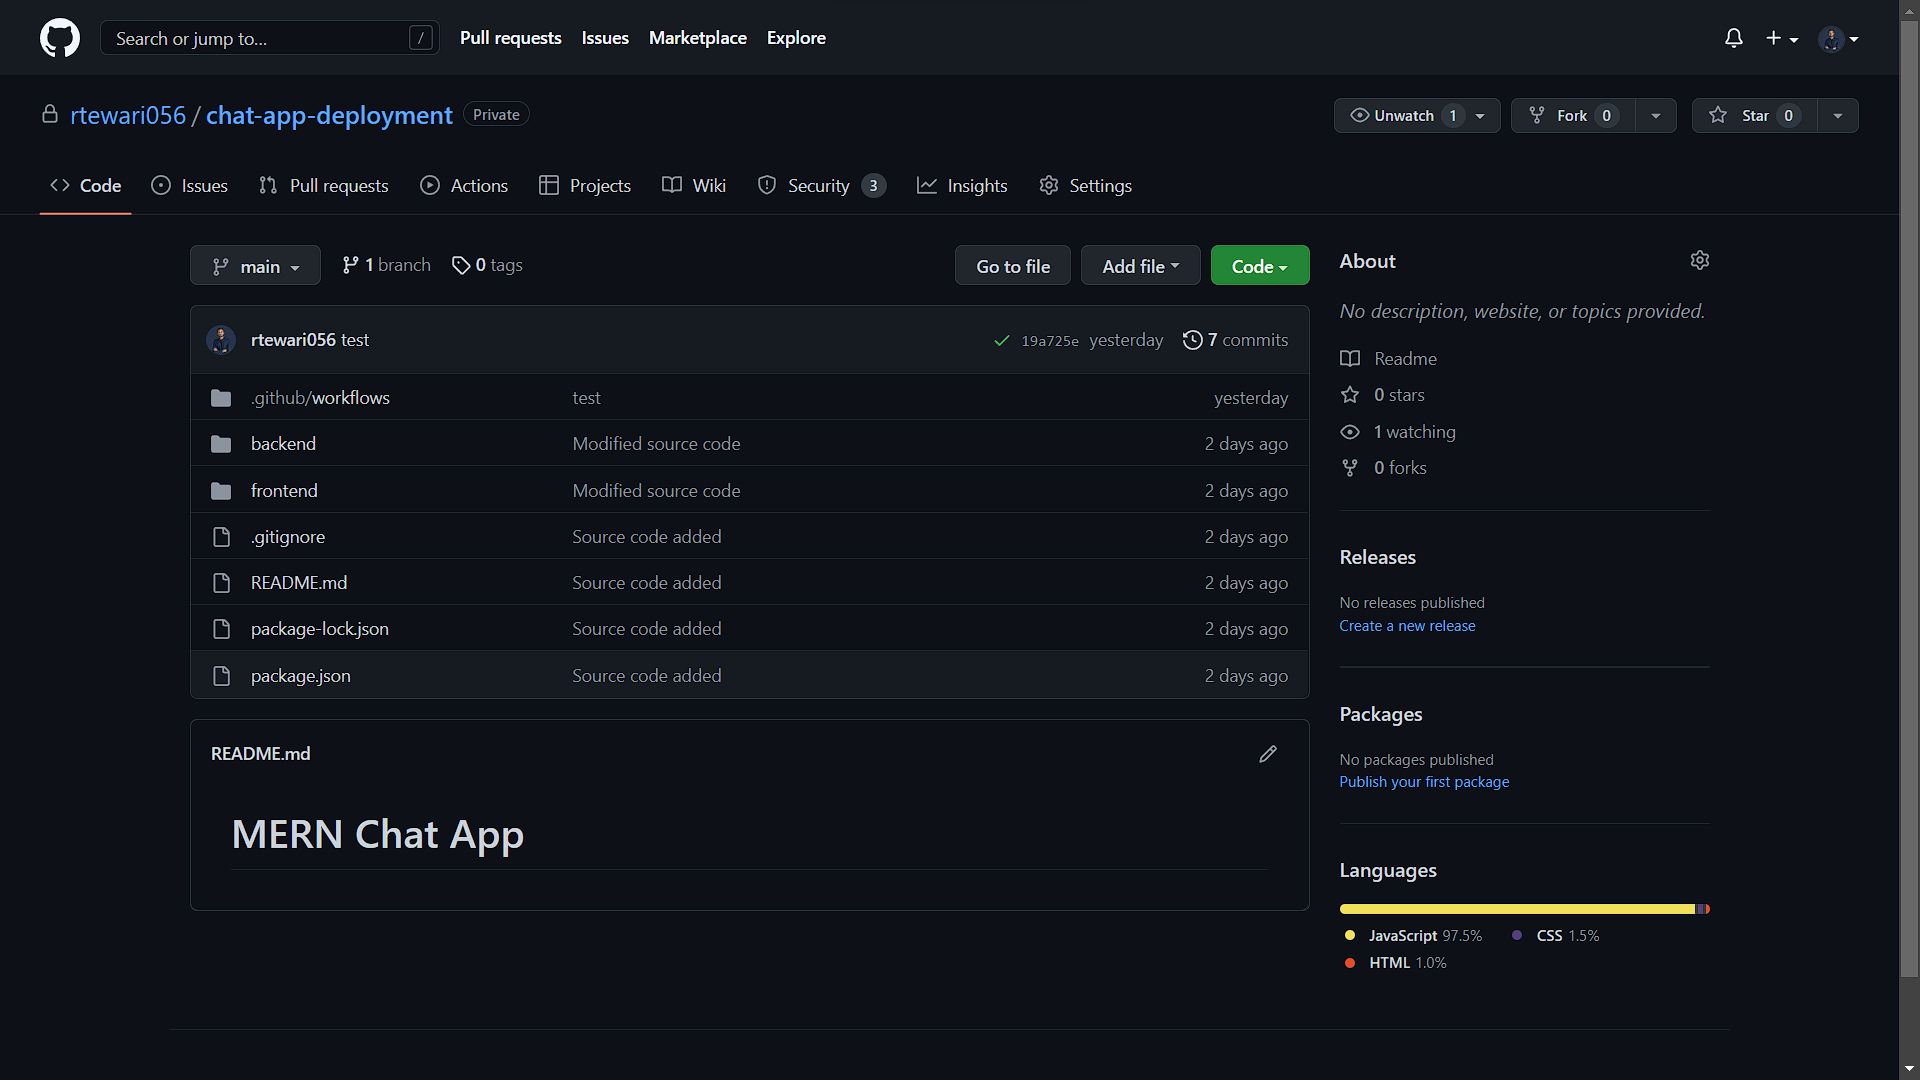 Search or jump to... /
Pull requests Issues Marketplace Explore
rtewari056 / chat-app-deployment Private
Unwatch 1 Fork 0 Star 0
Code Issues Pull requests Actions Projects Wiki Security 3 Insights Settings
main 1 branch 0 tags Go to file Add file Code
rtewari056 test 19a725e yesterday 7 commits
.github/workflows test yesterday
backend Modified source code 2 days ago
frontend Modified source code 2 days ago
.gitignore Source code added 2 days ago
README.md Source code added 2 days ago
package-lock.json Source code added 2 days ago
package.json Source code added 2 days ago
README.md
MERN Chat App
About
No description, website, or topics provided.
Readme
0 stars
1 watching
0 forks
Releases
No releases published
Create a new release
Packages
No packages published
Publish your first package
Languages
JavaScript 97.5% CSS 1.5%
HTML 1.0%